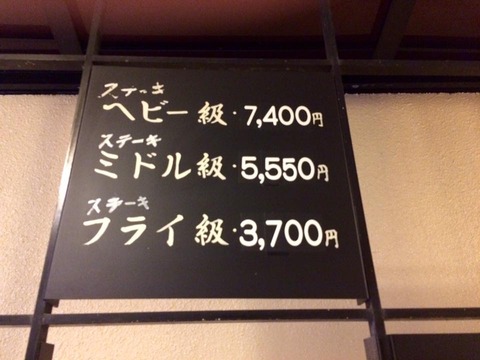 ステーキ
ヘビー級・7,400円
ステーキ
ミドル級・5,550円
ステーキ
フライ級・3,700円